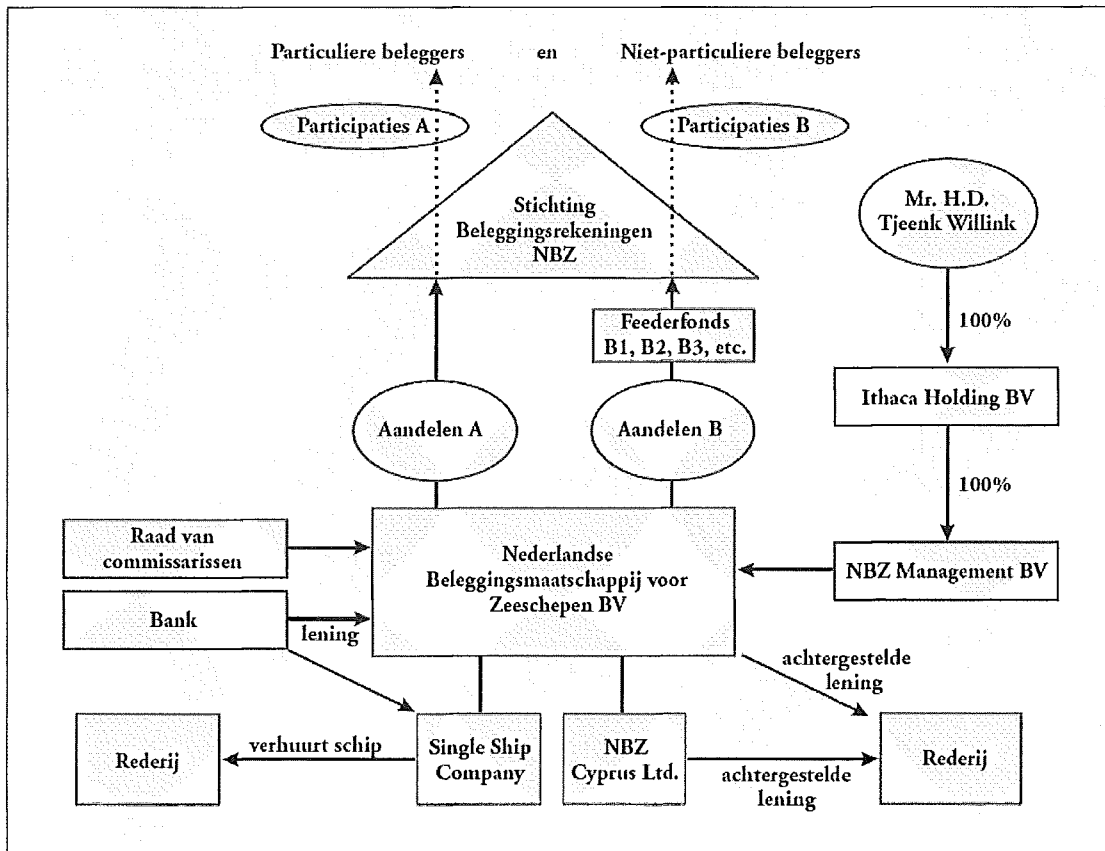 Particuliere beleggers en Niet-particuliere beleggers
Participaties A
Participaties B
Stichting
Beleggingsrekeningen
NBZ
Mr. H.D.
Tjeenk Willink
100%
Feederfonds
B1, B2, B3, etc.
Ithaca Holding BV
Aandelen A
Aandelen B
100%
Raad van
commissarissen
Nederlandse
Beleggingsmaatschappij voor
Zeeschepen BV
NBZ Management BV
Bank
lening
achtergestelde
lening
Rederij
verhuurt schip
Single Ship
Company
NBZ
Cyprus Ltd.
achtergestelde
lening
Rederij